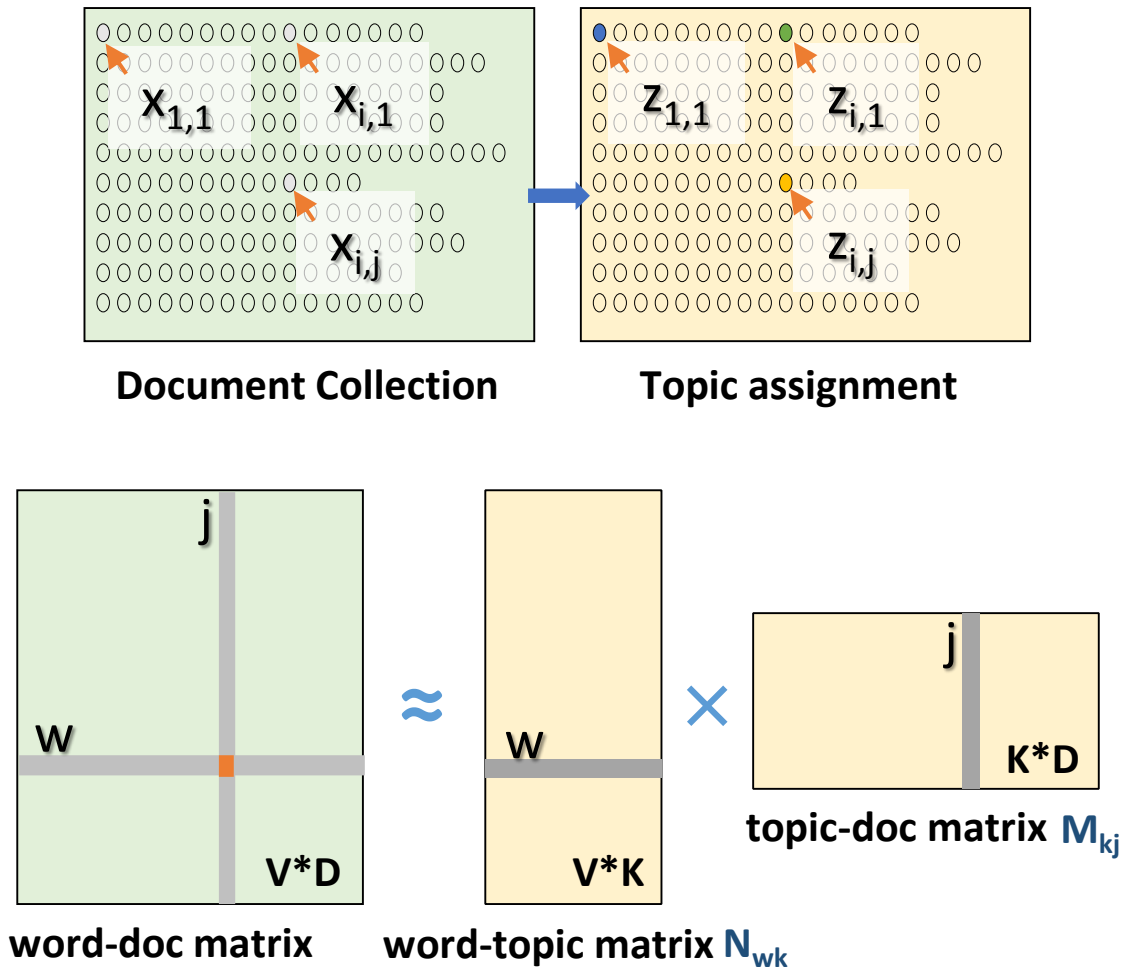 x1,1 xi,1 z1,1 zi,1
xi,j zi,j
Document Collection Topic assignment
j
w
V*D
≈
w
V*K
×
j
K*D
topic-doc matrix Mkj
word-doc matrix word-topic matrix Nwk